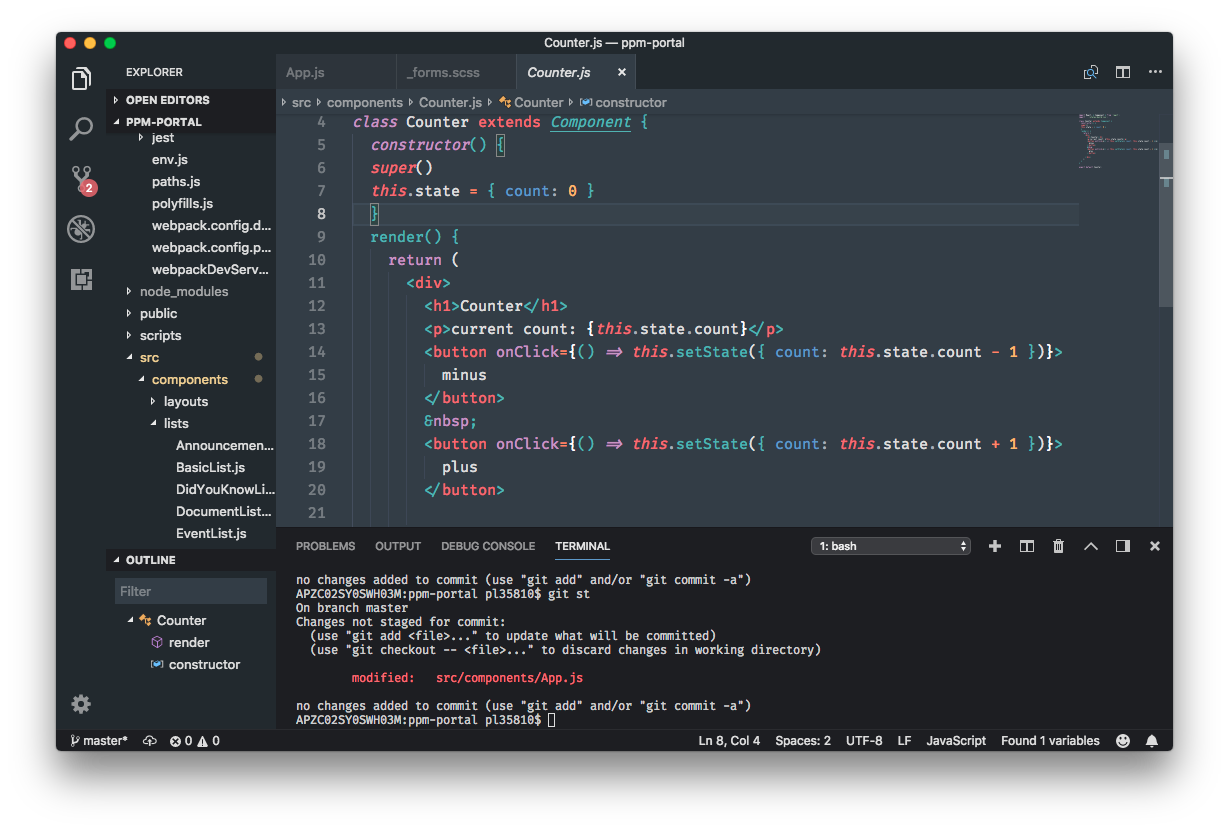 Counter.js — ppm-portal
EXPLORER
OPEN EDITORS
PPM-PORTAL
jest
env.js
paths.js
polyfills.js
webpack.config.d...
webpack.config.p...
webpackDevServ...
node_modules
public
scripts
src
components
layouts
lists
Announcemen...
BasicList.js
DidYouKnowLi...
DocumentList...
EventList.js
OUTLINE
Filter
Counter
render
constructor
2
App.js _forms.scss Counter.js ×
src components Counter.js Counter constructor
4 class Counter extends Component {
5 constructor() {
6 super()
7 this.state = { count: 0 }
8 }
9 render() {
10 return (
11 <div>
12 <h1>Counter</h1>
13 <p>current count: {this.state.count}</p>
14 <button onClick={() => this.setState({ count: this.state.count - 1 })}>
15 minus
16 </button>
17 &nbsp;
18 <button onClick={() => this.setState({ count: this.state.count + 1 })}>
19 plus
20 </button>
21
PROBLEMS OUTPUT DEBUG CONSOLE TERMINAL 1: bash
no changes added to commit (use "git add" and/or "git commit -a")
APZC02SY0SWH03M:ppm-portal pl35810$ git st
On branch master
Changes not staged for commit:
(use "git add <file>..." to update what will be committed)
(use "git checkout -- <file>..." to discard changes in working directory)
modified: src/components/App.js
no changes added to commit (use "git add" and/or "git commit -a")
APZC02SY0SWH03M:ppm-portal pl35810$
master* 0 0 Ln 8, Col 4 Spaces: 2 UTF-8 LF JavaScript Found 1 variables